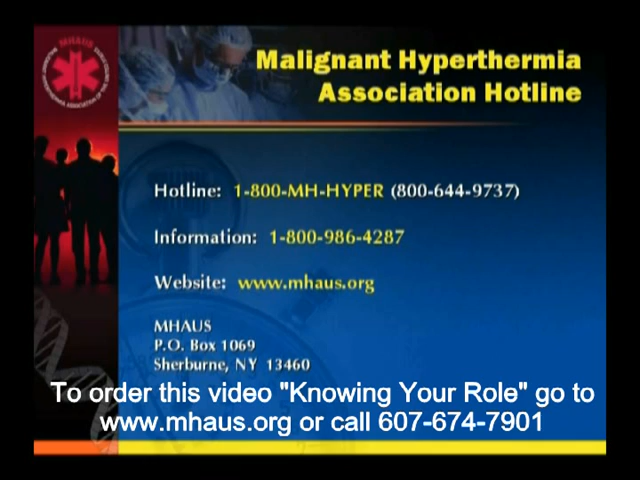 MHAUS
Malignant Hyperthermia
Association Hotline
Hotline: 1-800-MH-HYPER (800-644-9737)
Information: 1-800-986-4287
Website: www.mhaus.org
MHAUS
P.O. Box 1069
Sherburne, NY 13460
To order this video "Knowing Your Role" go to
www.mhaus.org or call 607-674-7901